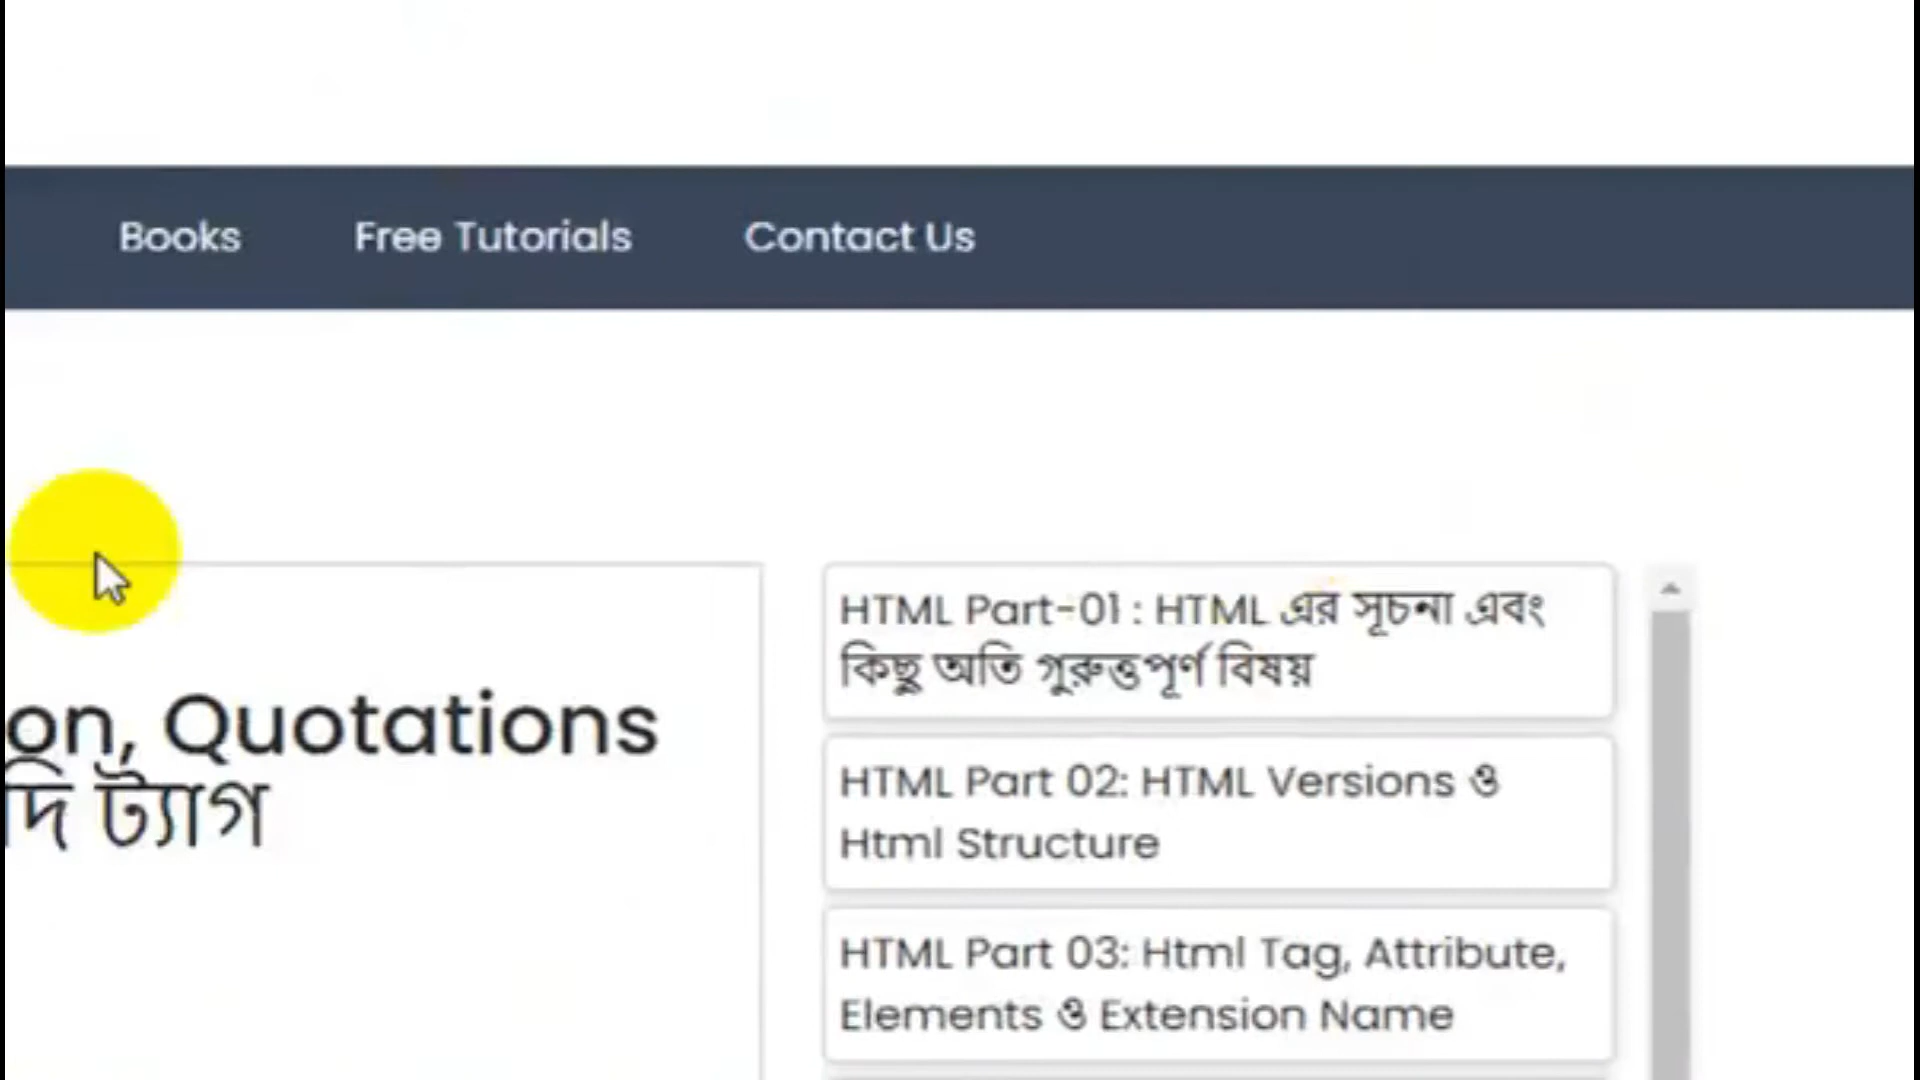 Books Free Tutorials Contact Us
on, Quotations
দি ট্যাগ
HTML Part-01 : HTML এর সূচনা এবং
কিছু অতি গুরুত্তপূর্ণ বিষয়
HTML Part 02: HTML Versions ও
Html Structure
HTML Part 03: Html Tag, Attribute,
Elements ও Extension Name